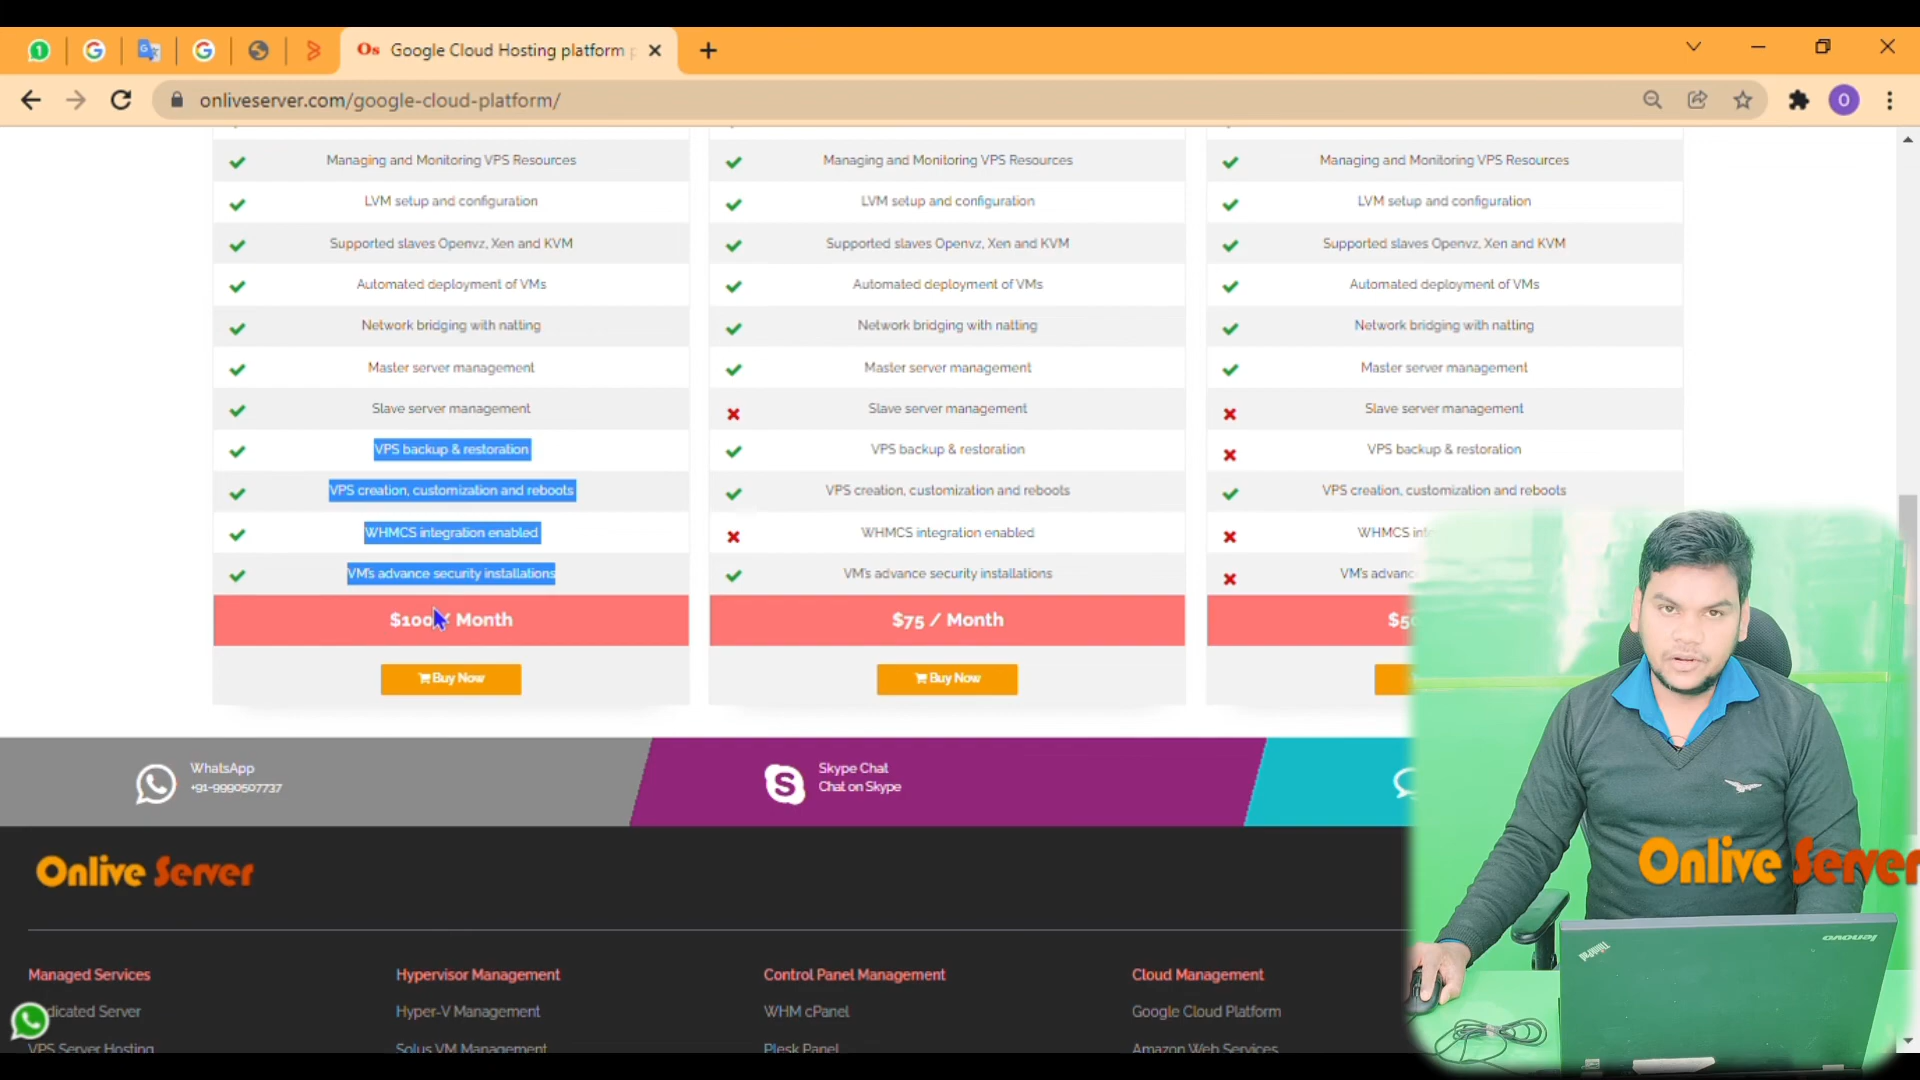 Os Google Cloud Hosting platform p
onliveserver.com/google-cloud-platform/
O
Managing and Monitoring VPS Resources
Managing and Monitoring VPS Resources
Managing and Monitoring VPS Resources
LVM setup and configuration
LVM setup and configuration
LVM setup and configuration
Supported slaves Openvz, Xen and KVM
Supported slaves Openvz, Xen and KVM
Supported slaves Openvz, Xen and KVM
Automated deployment of VMs
Automated deployment of VMs
Automated deployment of VMs
Network bridging with natting
Network bridging with natting
Network bridging with natting
Master server management
Master server management
Master server management
Slave server management
Slave server management
Slave server management
VPS backup & restoration
VPS backup & restoration
VPS backup & restoration
VPS creation, customization and reboots
VPS creation, customization and reboots
VPS creation, customization and reboots
WHMCS integration enabled
WHMCS integration enabled
WHMCS
VM's advance security installations
VM's advance security installations
VM's
$100 / Month
$75 / Month
Buy Now
Buy Now
WhatsApp
+91-9990507737
Skype Chat
Chat on Skype
Onlive Server
Onlive Server
ThinkPad
lenovo
Managed Services
Hypervisor Management
Control Panel Management
Cloud Management
Hyper-V Management
WHM cPanel
Google Cloud Platform
VPS Server Hosting
Solus VM Management
Plesk Panel
Amazon Web Services